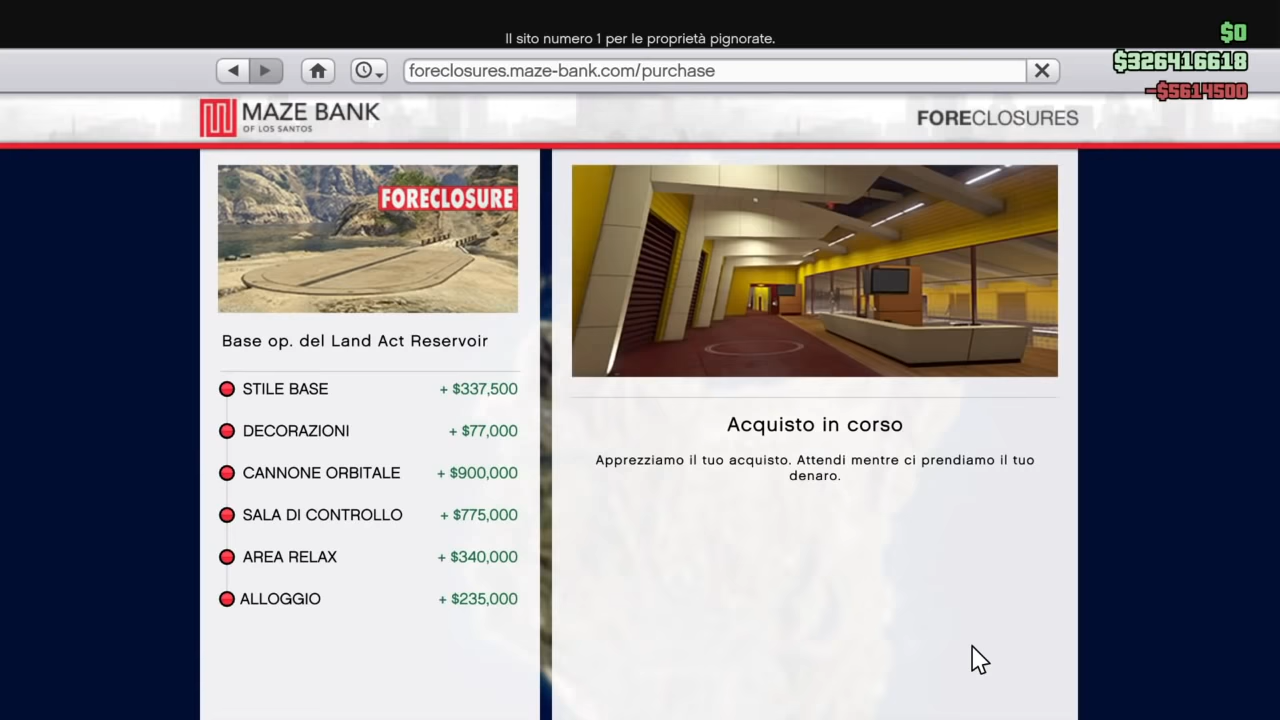 Il sito numero 1 per le proprietà pignorate.
$0
$326416618
-$5614500
foreclosures.maze-bank.com/purchase
MAZE BANK
OF LOS SANTOS
FORECLOSURES
FORECLOSURE
Base op. del Land Act Reservoir
STILE BASE + $337,500
DECORAZIONI + $77,000
CANNONE ORBITALE + $900,000
SALA DI CONTROLLO + $775,000
AREA RELAX + $340,000
ALLOGGIO + $235,000
Acquisto in corso
Apprezziamo il tuo acquisto. Attendi mentre ci prendiamo il tuo
denaro.